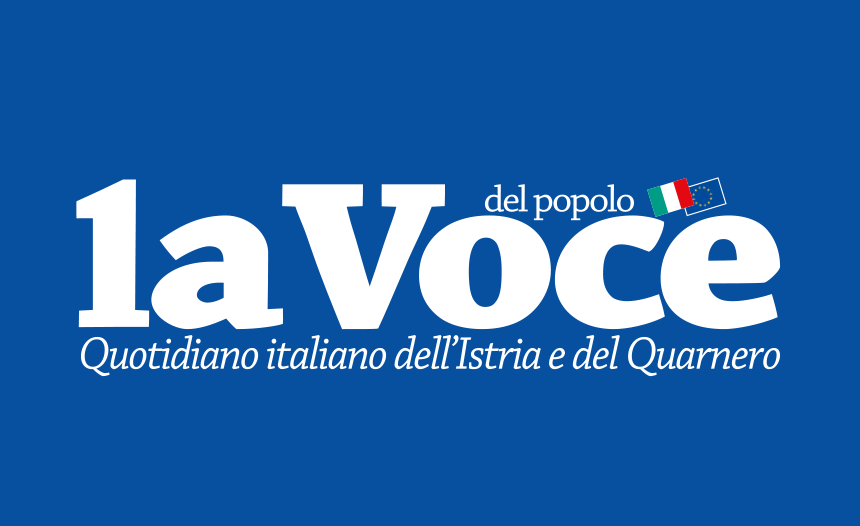 la Voce
del popolo
Quotidiano italiano dell'Istria e del Quarnero